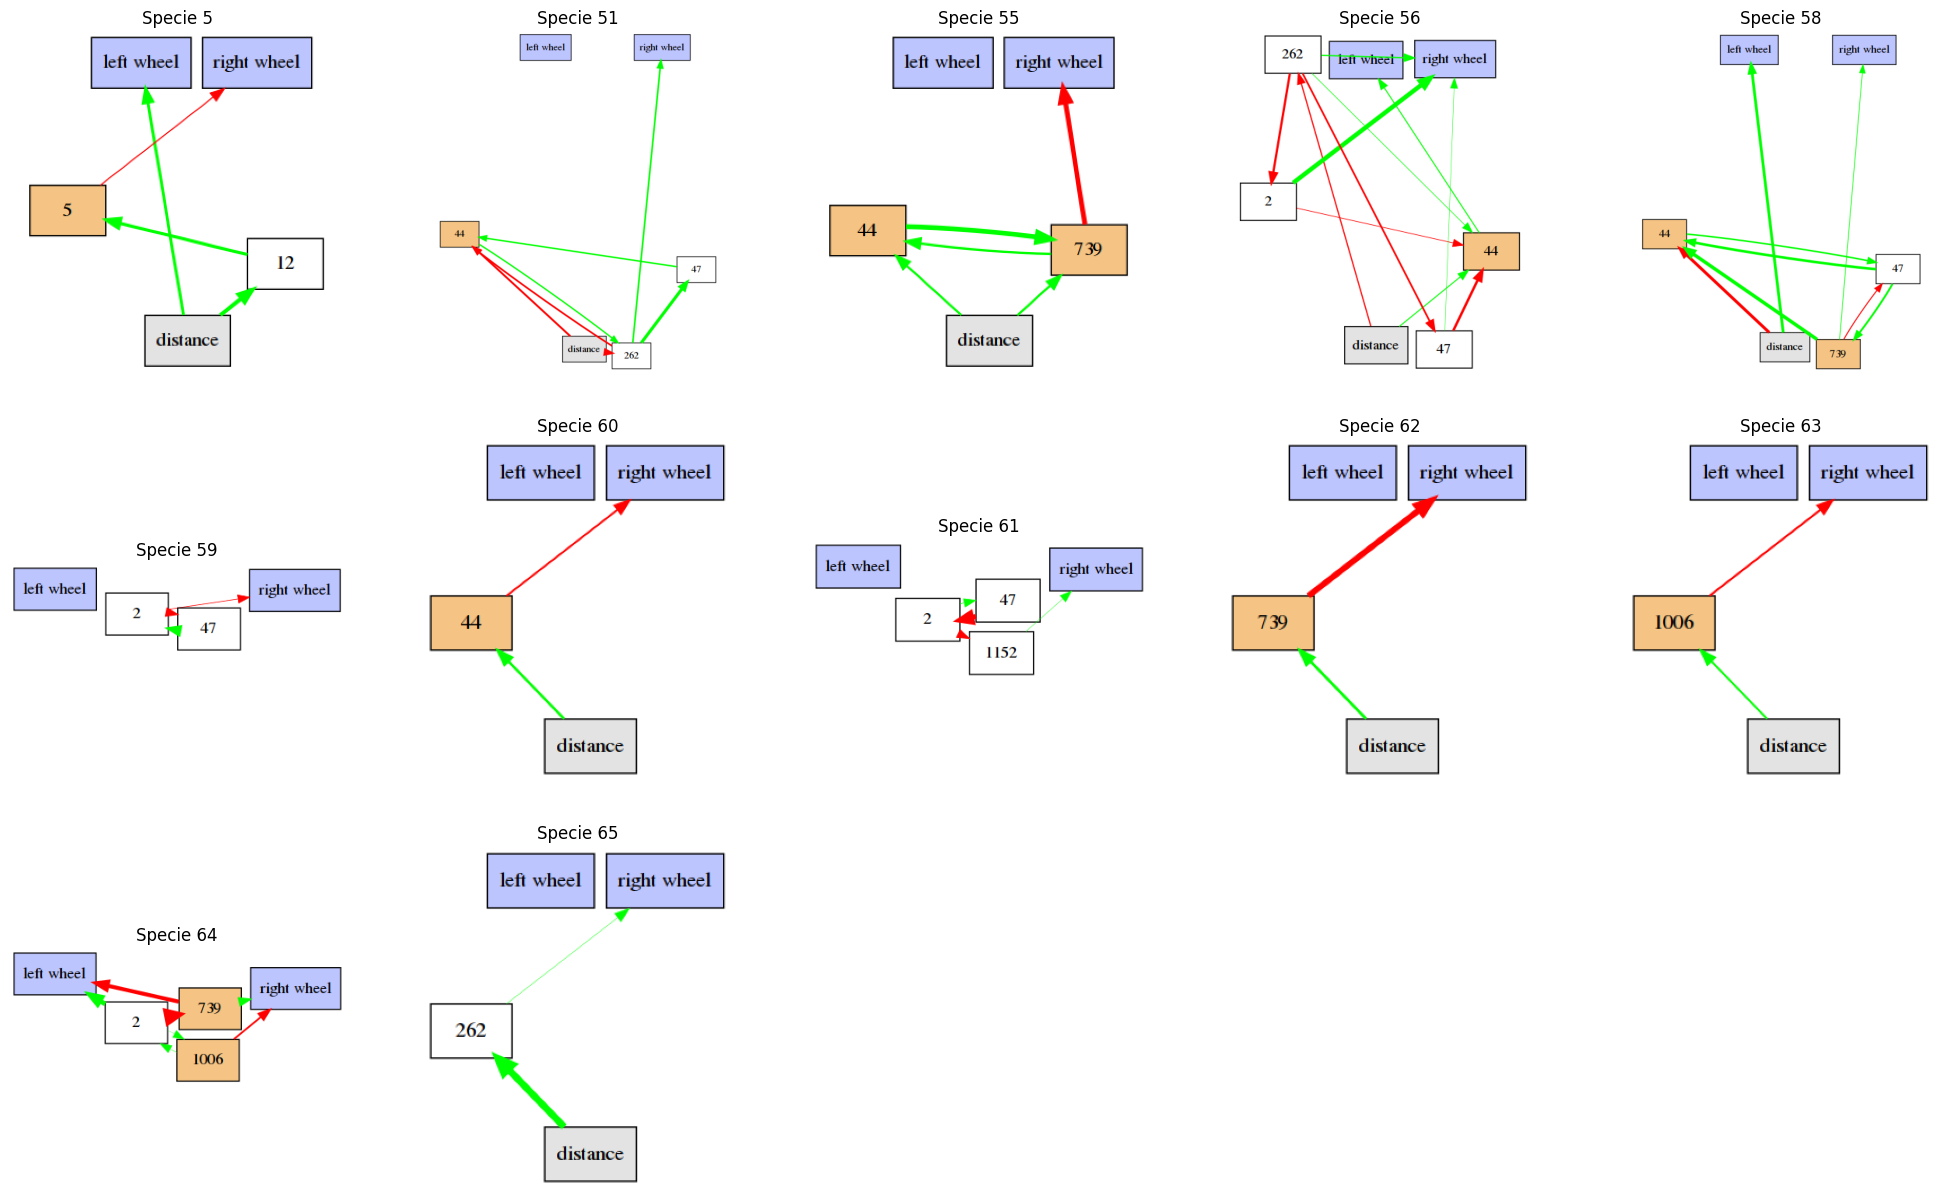 Specie 5
left wheel
right wheel
5
12
distance
Specie 51
left wheel
right wheel
44
47
distance
262
Specie 55
left wheel
right wheel
44
739
distance
Specie 56
262
left wheel
right wheel
2
44
distance
47
Specie 58
left wheel
right wheel
44
47
distance
739
Specie 59
left wheel
right wheel
2
47
Specie 60
left wheel
right wheel
44
distance
Specie 61
left wheel
right wheel
47
2
1152
Specie 62
left wheel
right wheel
739
distance
Specie 63
left wheel
right wheel
1006
distance
Specie 64
left wheel
right wheel
739
2
1006
Specie 65
left wheel
right wheel
262
distance